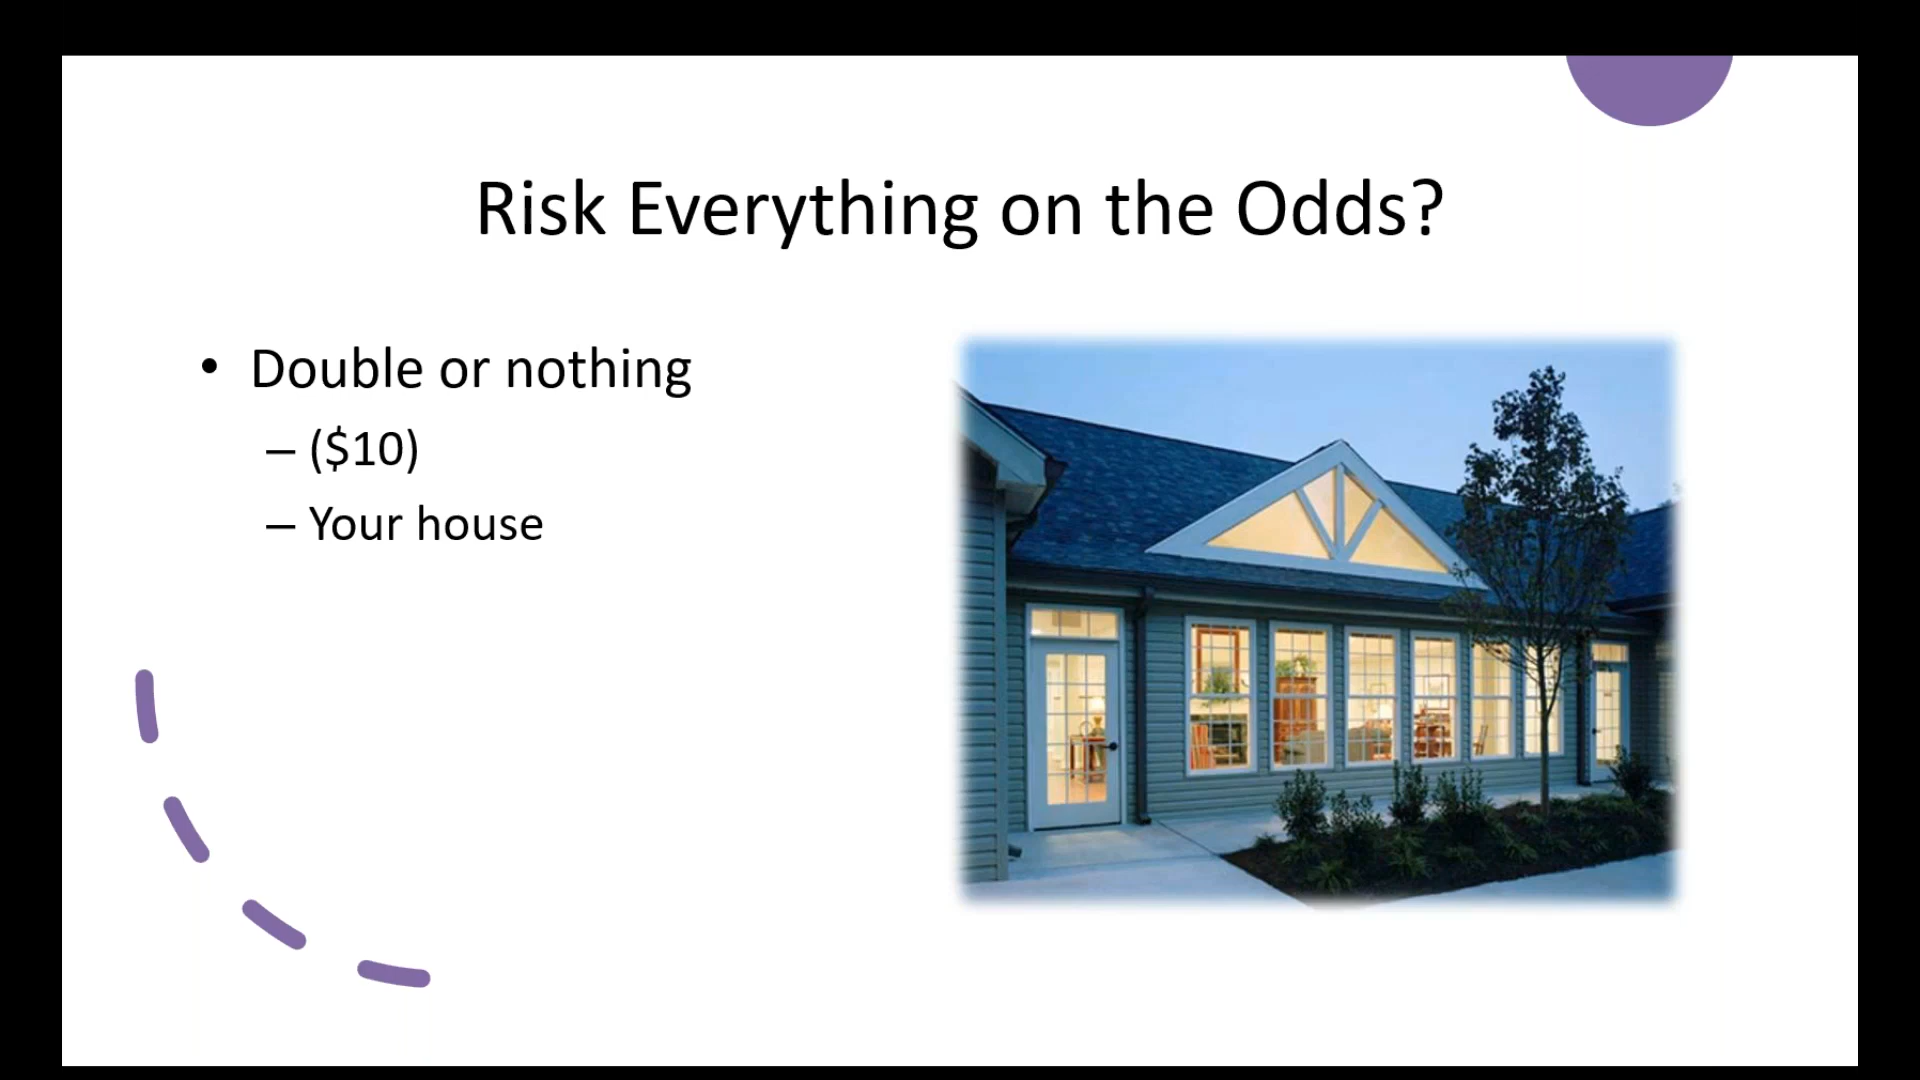 Risk Everything on the Odds?
• Double or nothing
– ($10)
– Your house